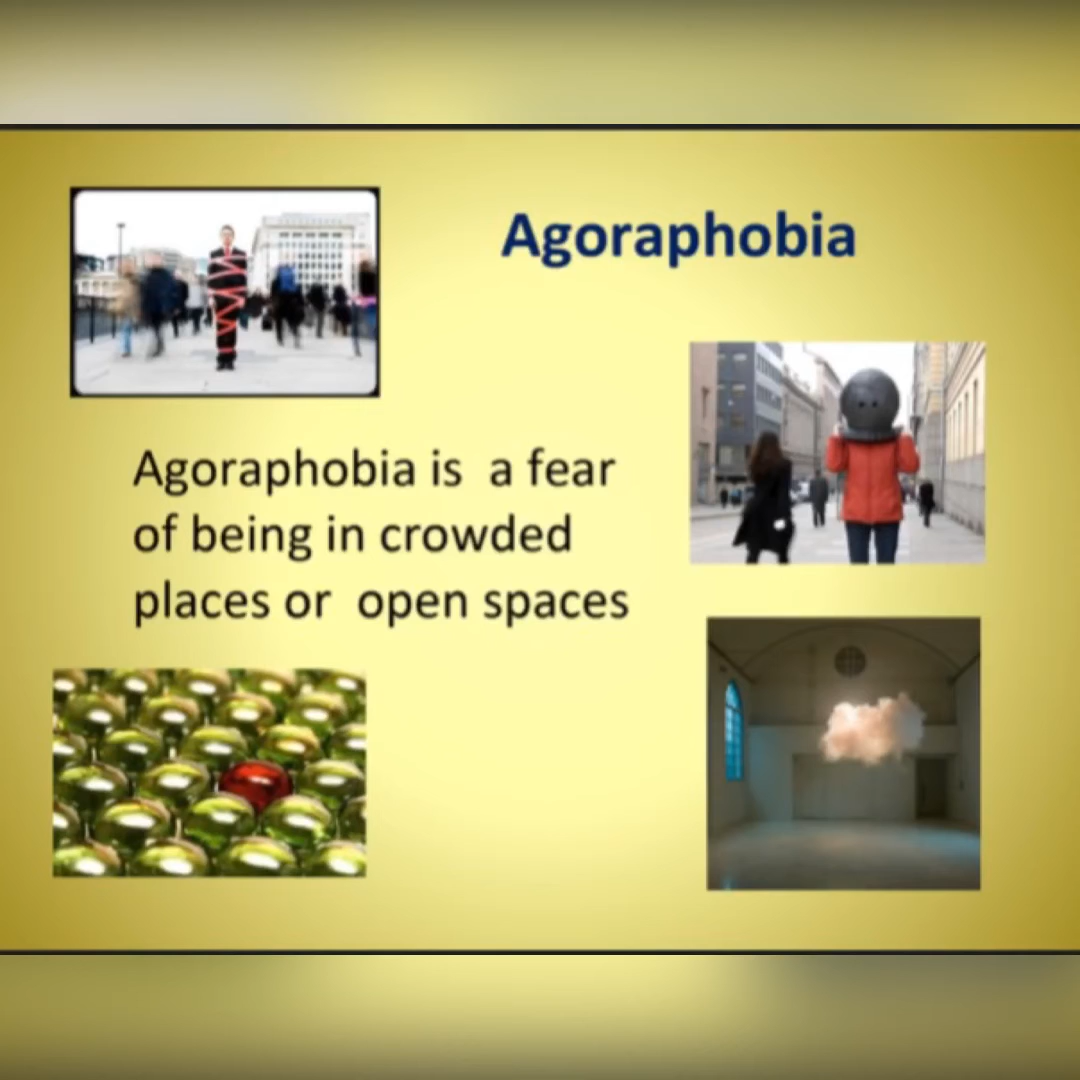 Agoraphobia
Agoraphobia is a fear
of being in crowded
places or open spaces